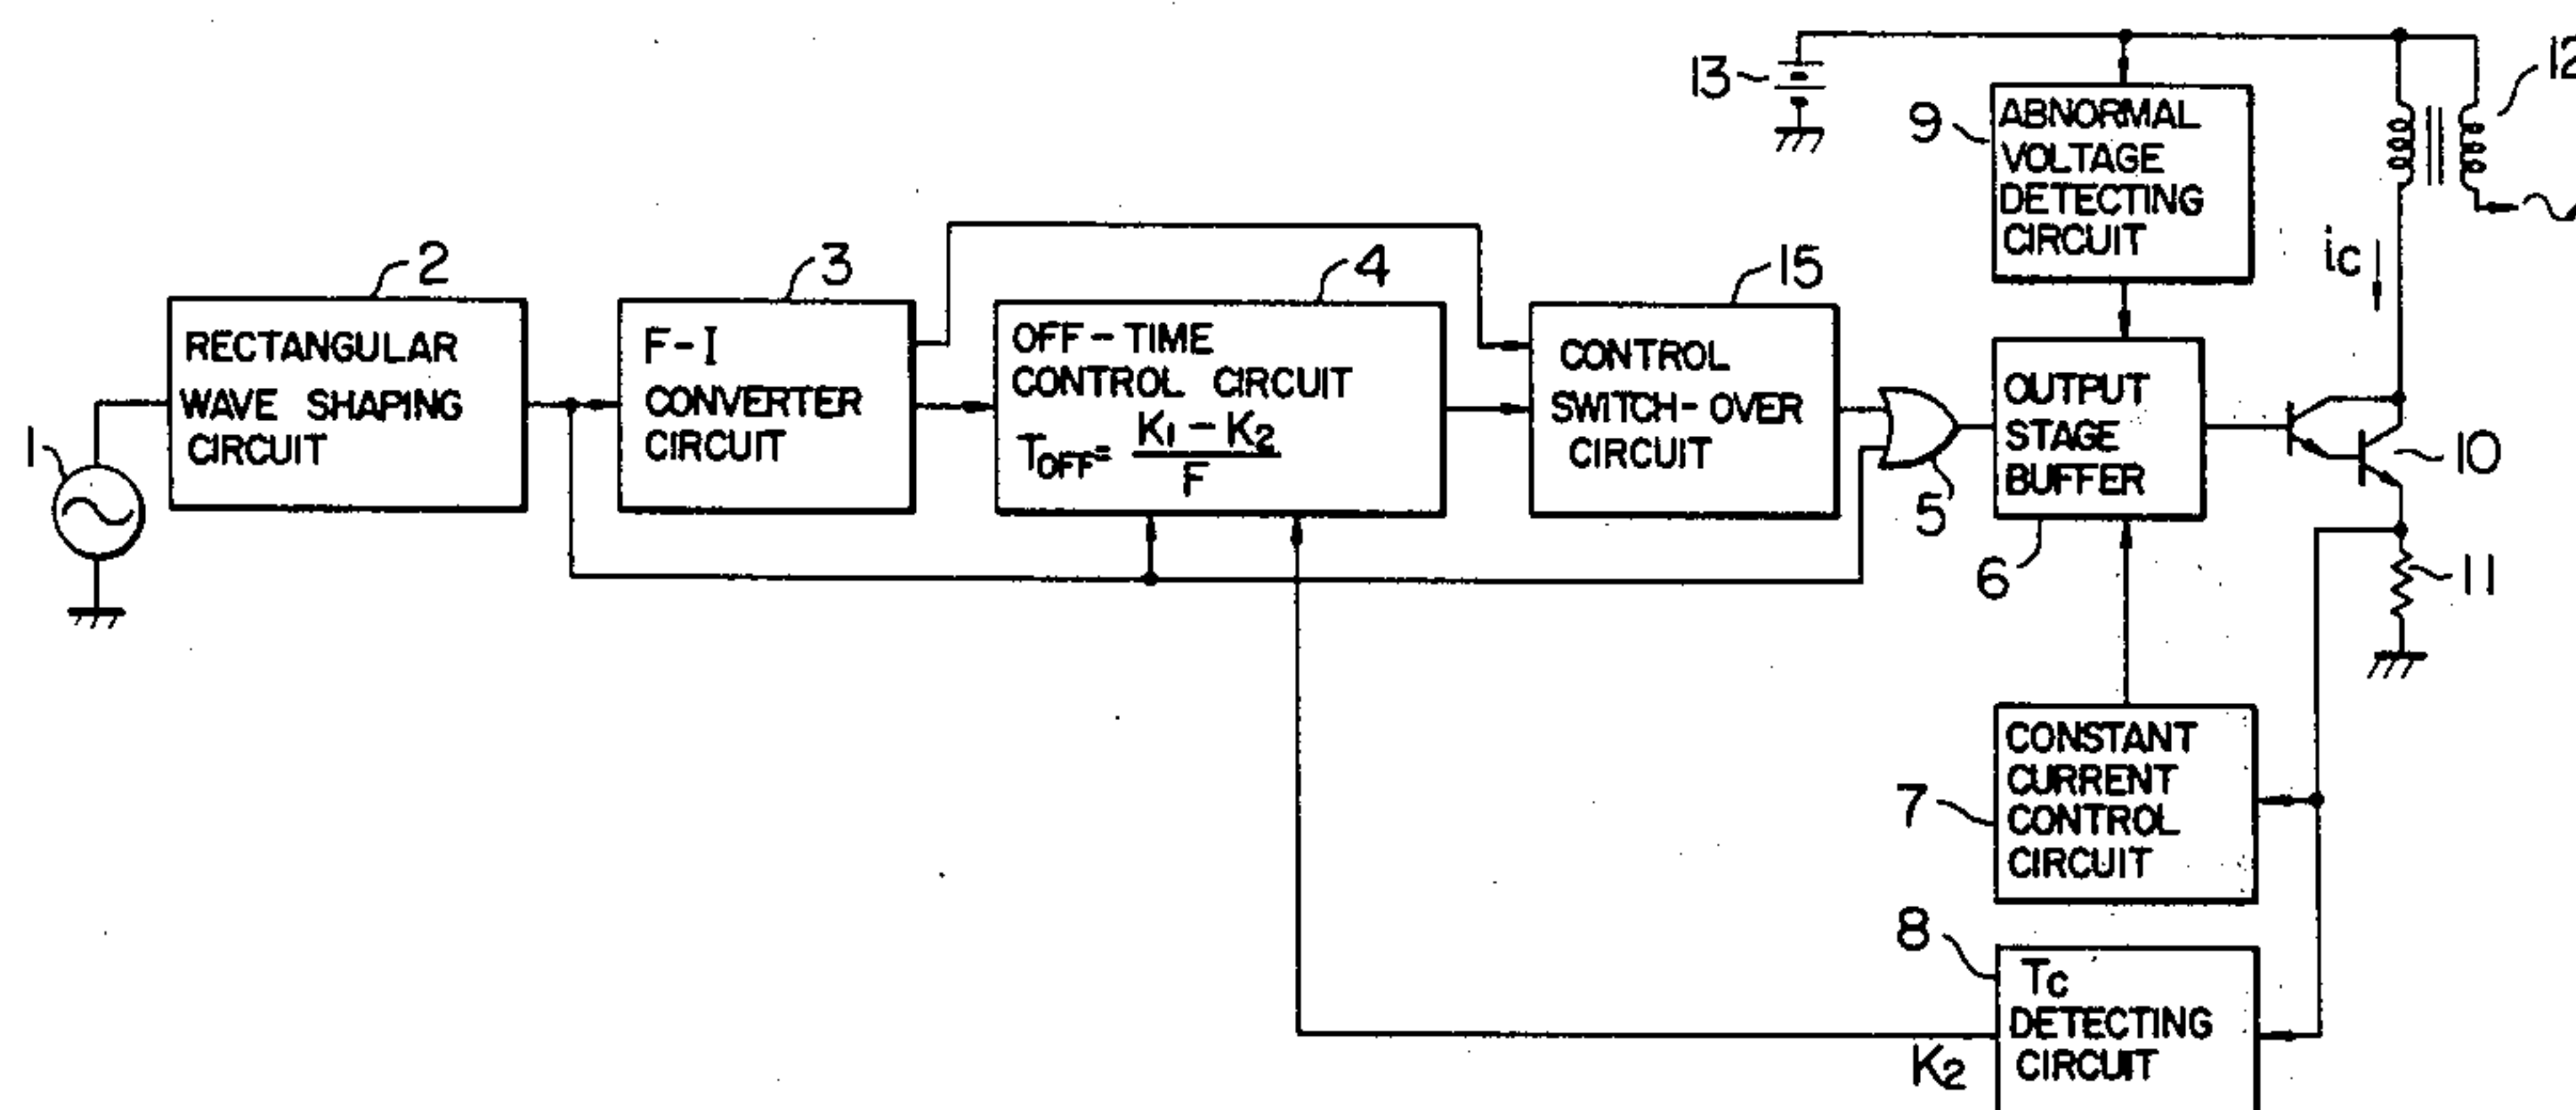 13
12
9
ABNORMAL
VOLTAGE
DETECTING
CIRCUIT
ic
2
3
4
15
RECTANGULAR
WAVE SHAPING
CIRCUIT
F-I
CONVERTER
CIRCUIT
OFF-TIME
CONTROL CIRCUIT
TOFF= K1-K2
F
CONTROL
SWITCH-OVER
CIRCUIT
OUTPUT
STAGE
BUFFER
1
5
6
10
11
7
CONSTANT
CURRENT
CONTROL
CIRCUIT
8
Tc
DETECTING
CIRCUIT
K2